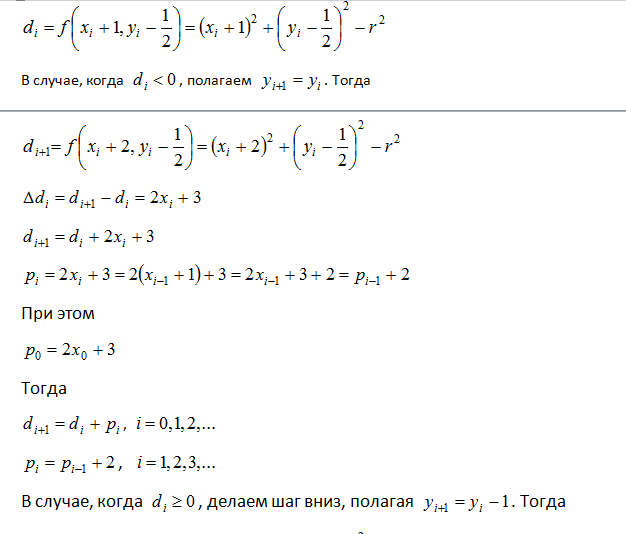 d_i = f(x_i + 1, y_i − 1/2) = (x_i + 1)² + (y_i − 1/2)² − r²
В случае, когда d_i < 0, полагаем y_{i+1} = y_i. Тогда
d_{i+1} = f(x_i + 2, y_i − 1/2) = (x_i + 2)² + (y_i − 1/2)² − r²
Δd_i = d_{i+1} − d_i = 2x_i + 3
d_{i+1} = d_i + 2x_i + 3
p_i = 2x_i + 3 = 2(x_{i−1} + 1) + 3 = 2x_{i−1} + 3 + 2 = p_{i−1} + 2
При этом
p_0 = 2x_0 + 3
Тогда
d_{i+1} = d_i + p_i, i = 0,1,2,...
p_i = p_{i−1} + 2, i = 1,2,3,...
В случае, когда d_i ≥ 0, делаем шаг вниз, полагая y_{i+1} = y_i − 1. Тогда